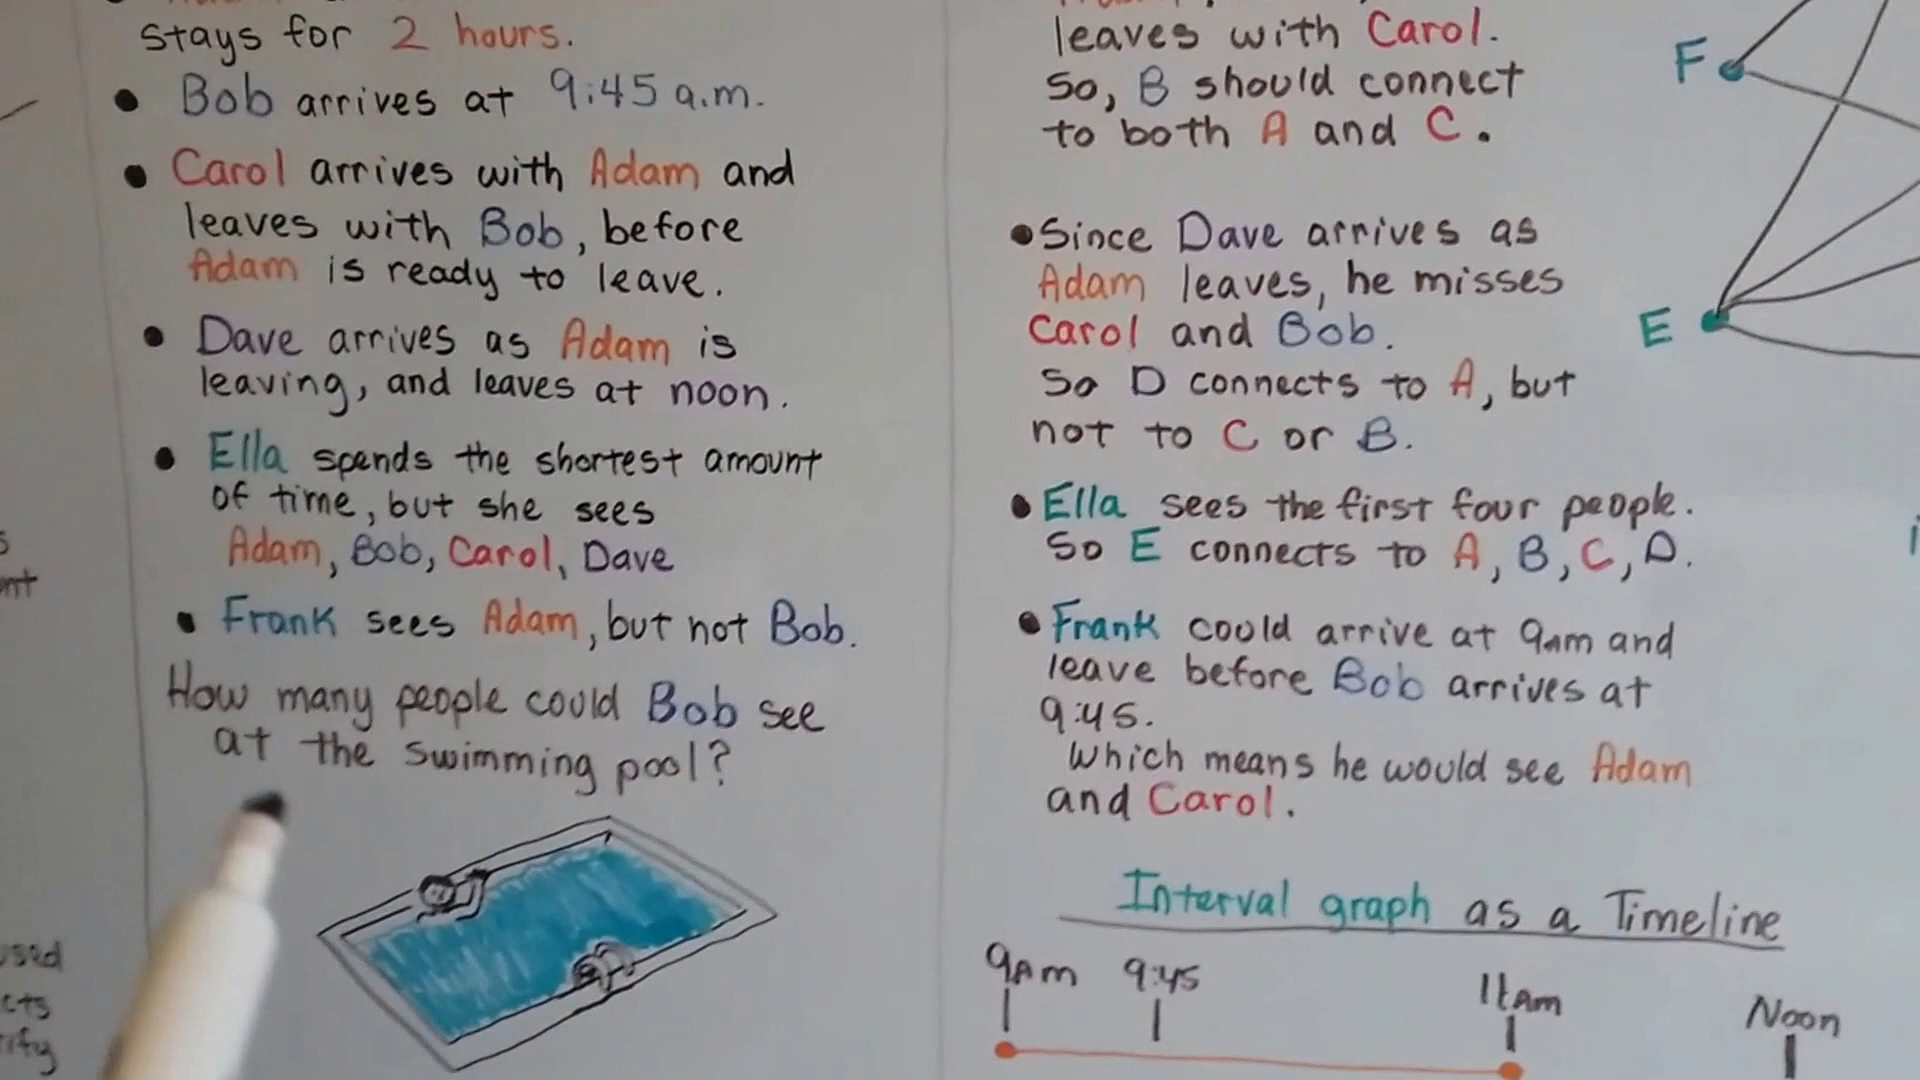 stays for 2 hours.
• Bob arrives at 9:45 a.m.
• Carol arrives with Adam and
leaves with Bob, before
Adam is ready to leave.
• Dave arrives as Adam is
leaving, and leaves at noon.
• Ella spends the shortest amount
of time, but she sees
Adam, Bob, Carol, Dave
• Frank sees Adam, but not Bob.
How many people could Bob see
at the swimming pool?
leaves with Carol.
So, B should connect
to both A and C.
• Since Dave arrives as
Adam leaves, he misses
Carol and Bob.
So D connects to A, but
not to C or B.
• Ella sees the first four people.
So E connects to A, B, C, D.
• Frank could arrive at 9am and
leave before Bob arrives at
9:45.
Which means he would see Adam
and Carol.
Interval graph as a Timeline
9am 9:45 11am Noon
F
E